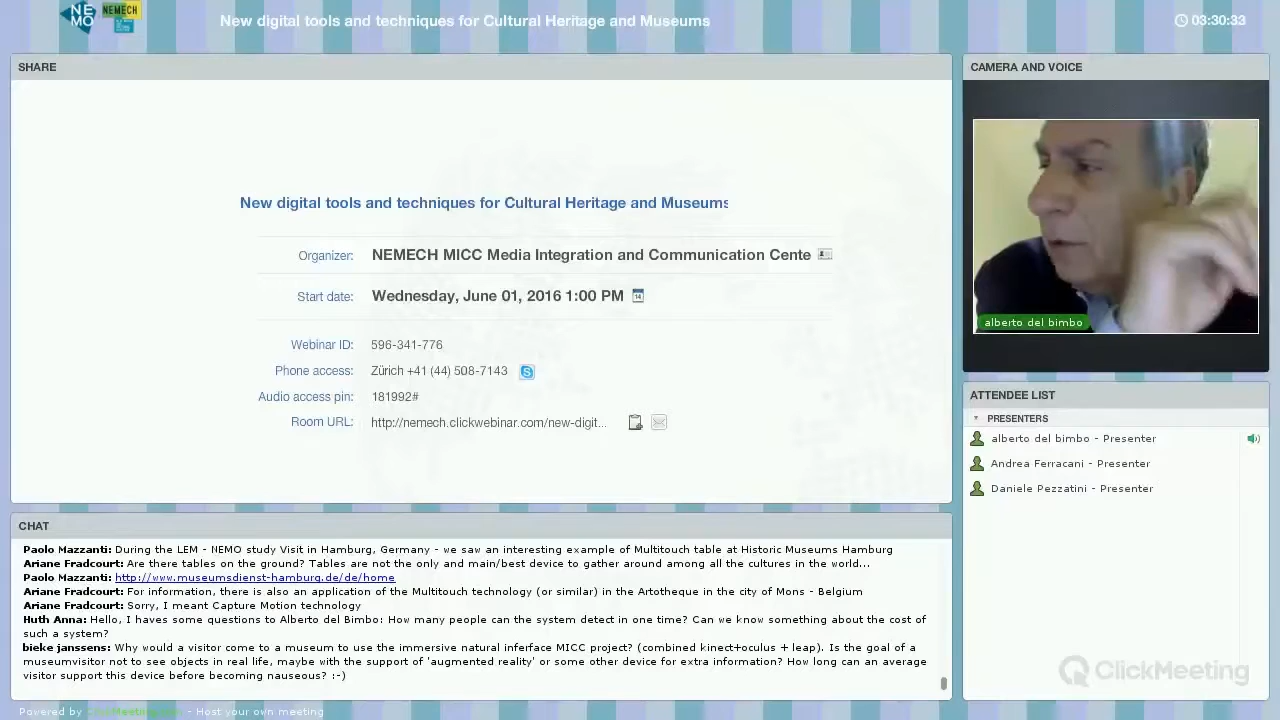 NE
MO
NEMECH
New digital tools and techniques for Cultural Heritage and Museums
03:30:33
SHARE
New digital tools and techniques for Cultural Heritage and Museums
Organizer: NEMECH MICC Media Integration and Communication Cente
Start date: Wednesday, June 01, 2016 1:00 PM
14
Webinar ID: 596-341-776
Phone access: Zürich +41 (44) 508-7143
Audio access pin: 181992#
Room URL: http://nemech.clickwebinar.com/new-digit...
CAMERA AND VOICE
alberto del bimbo
ATTENDEE LIST
PRESENTERS
alberto del bimbo - Presenter
Andrea Ferracani - Presenter
Daniele Pezzatini - Presenter
CHAT
Paolo Mazzanti: During the LEM - NEMO study Visit in Hamburg, Germany - we saw an interesting example of Multitouch table at Historic Museums Hamburg
Ariane Fradcourt: Are there tables on the ground? Tables are not the only and main/best device to gather around among all the cultures in the world...
Paolo Mazzanti: http://www.museumsdienst-hamburg.de/de/home
Ariane Fradcourt: For information, there is also an application of the Multitouch technology (or similar) in the Artotheque in the city of Mons - Belgium
Ariane Fradcourt: Sorry, I meant Capture Motion technology
Huth Anna: Hello, I haves some questions to Alberto del Bimbo: How many people can the system detect in one time? Can we know something about the cost of
such a system?
bieke janssens: Why would a visitor come to a museum to use the immersive natural inferface MICC project? (combined kinect+oculus + leap). Is the goal of a
museumvisitor not to see objects in real life, maybe with the support of 'augmented reality' or some other device for extra information? How long can an average
visitor support this device before becoming nauseous? :-)
ClickMeeting
Powered by ClickMeeting.com - Host your own meeting